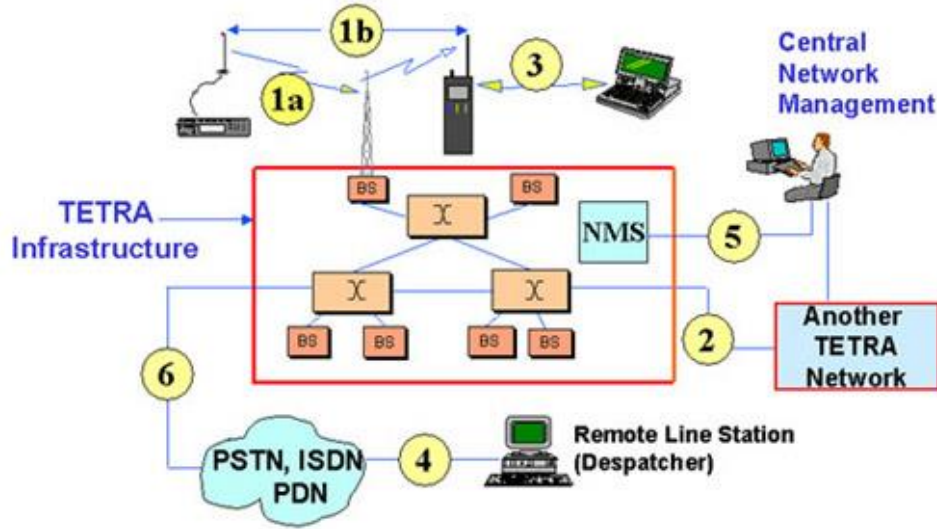 1b
1a
3
Central
Network
Management
TETRA
Infrastructure
BS
BS
NMS
5
BS
BS
BS
BS
2
Another
TETRA
Network
6
PSTN, ISDN
PDN
4
Remote Line Station
(Despatcher)